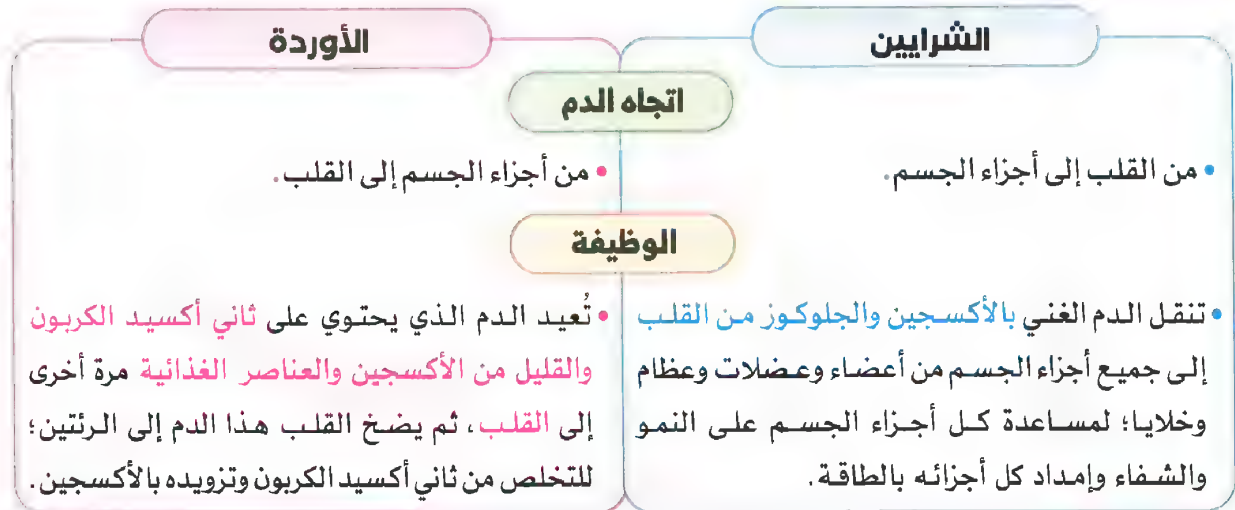 الشرايين
الأوردة
اتجاه الدم
• من القلب إلى أجزاء الجسم.
• من أجزاء الجسم إلى القلب.
الوظيفة
• تنقل الدم الغني بالأكسجين والجلوكوز من القلب
إلى جميع أجزاء الجسم من أعضاء وعضلات وعظام
وخلايا؛ لمساعدة كل أجزاء الجسم على النمو
والشفاء وإمداد كل أجزائه بالطاقة.
• تُعيد الدم الذي يحتوي على ثاني أكسيد الكربون
والقليل من الأكسجين والعناصر الغذائية مرة أخرى
إلى القلب، ثم يضخ القلب هذا الدم إلى الرئتين؛
للتخلص من ثاني أكسيد الكربون وتزويده بالأكسجين.